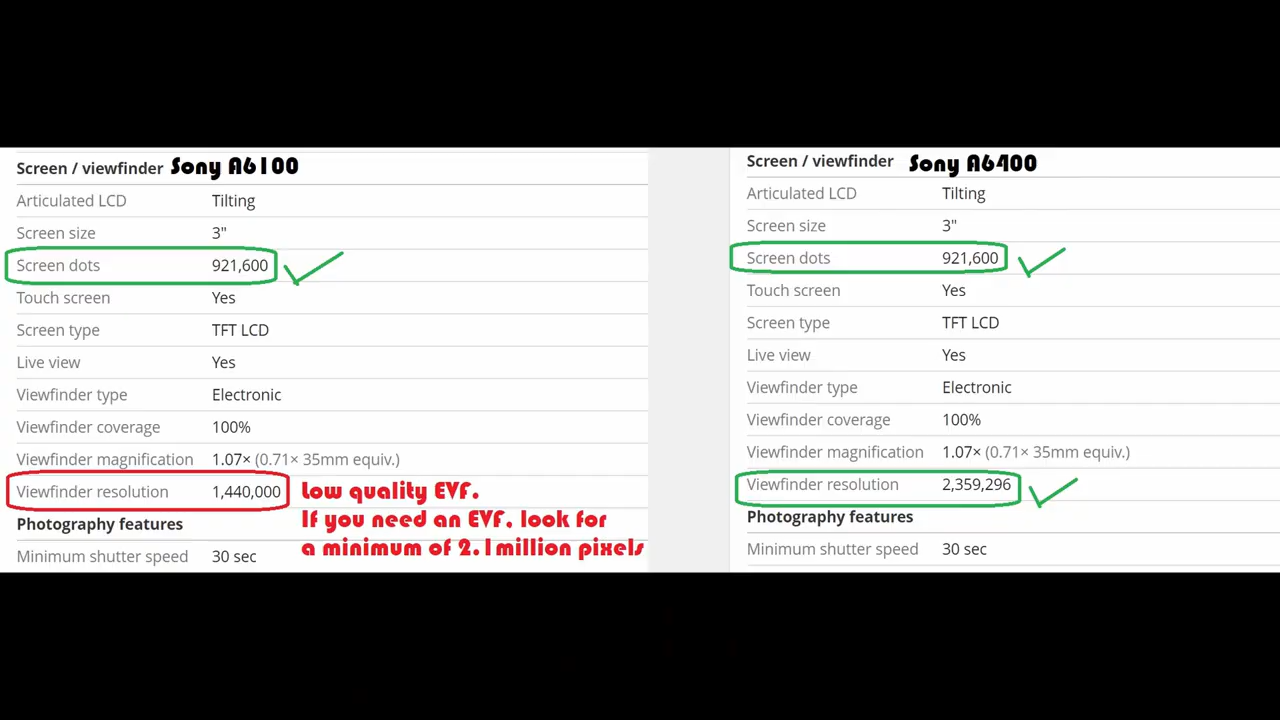 Screen / viewfinder Sony A6100
Articulated LCD Tilting
Screen size 3"
Screen dots 921,600
Touch screen Yes
Screen type TFT LCD
Live view Yes
Viewfinder type Electronic
Viewfinder coverage 100%
Viewfinder magnification 1.07× (0.71× 35mm equiv.)
Viewfinder resolution 1,440,000
Low quality EVF.
If you need an EVF, look for
a minimum of 2.1million pixels
Photography features
Minimum shutter speed 30 sec
Screen / viewfinder Sony A6400
Articulated LCD Tilting
Screen size 3"
Screen dots 921,600
Touch screen Yes
Screen type TFT LCD
Live view Yes
Viewfinder type Electronic
Viewfinder coverage 100%
Viewfinder magnification 1.07× (0.71× 35mm equiv.)
Viewfinder resolution 2,359,296
Photography features
Minimum shutter speed 30 sec